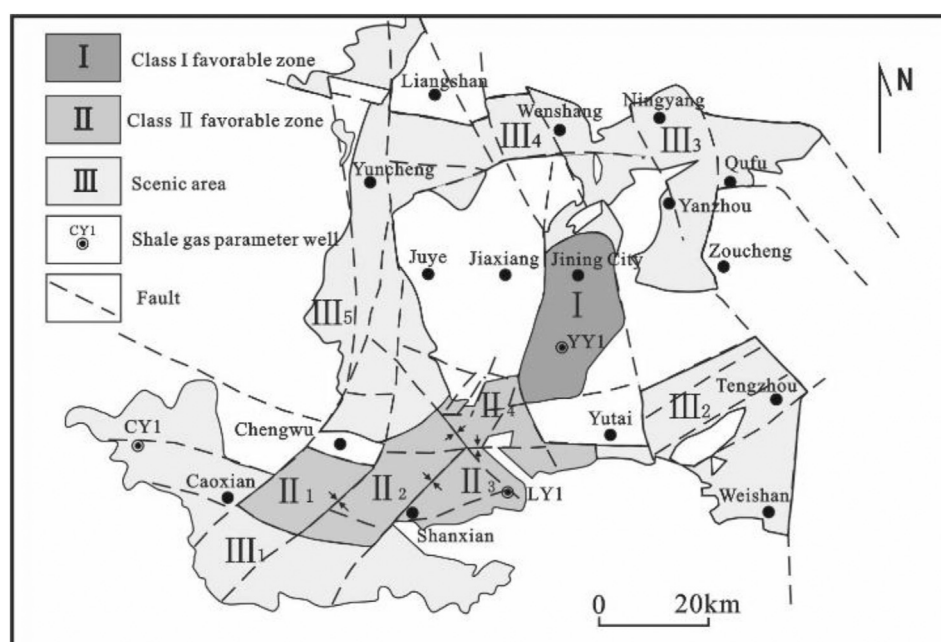 I Class I favorable zone
II Class II favorable zone
III Scenic area
CY1 Shale gas parameter well
Fault
N
Liangshan
Wenshang
Ningyang
III4
III3
Yuncheng
Qufu
Yanzhou
Juye
Jiaxiang
Jining City
Zoucheng
I
III5
YY1
Tengzhou
II4
III2
CY1
Chengwu
Yutai
Caoxian
II1
II2
II3
LY1
Weishan
Shanxian
III1
0 20km